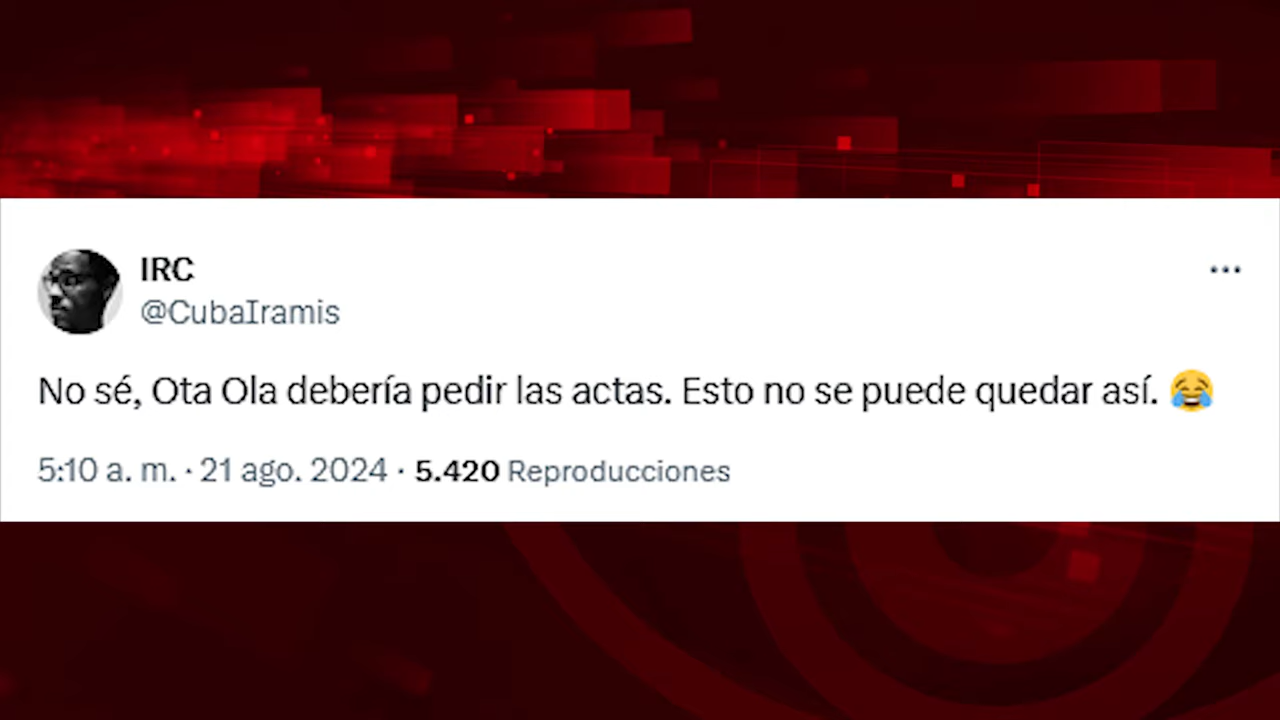 IRC
@CubaIramis
No sé, Ota Ola debería pedir las actas. Esto no se puede quedar así. 😂
5:10 a. m. · 21 ago. 2024 · 5.420 Reproducciones